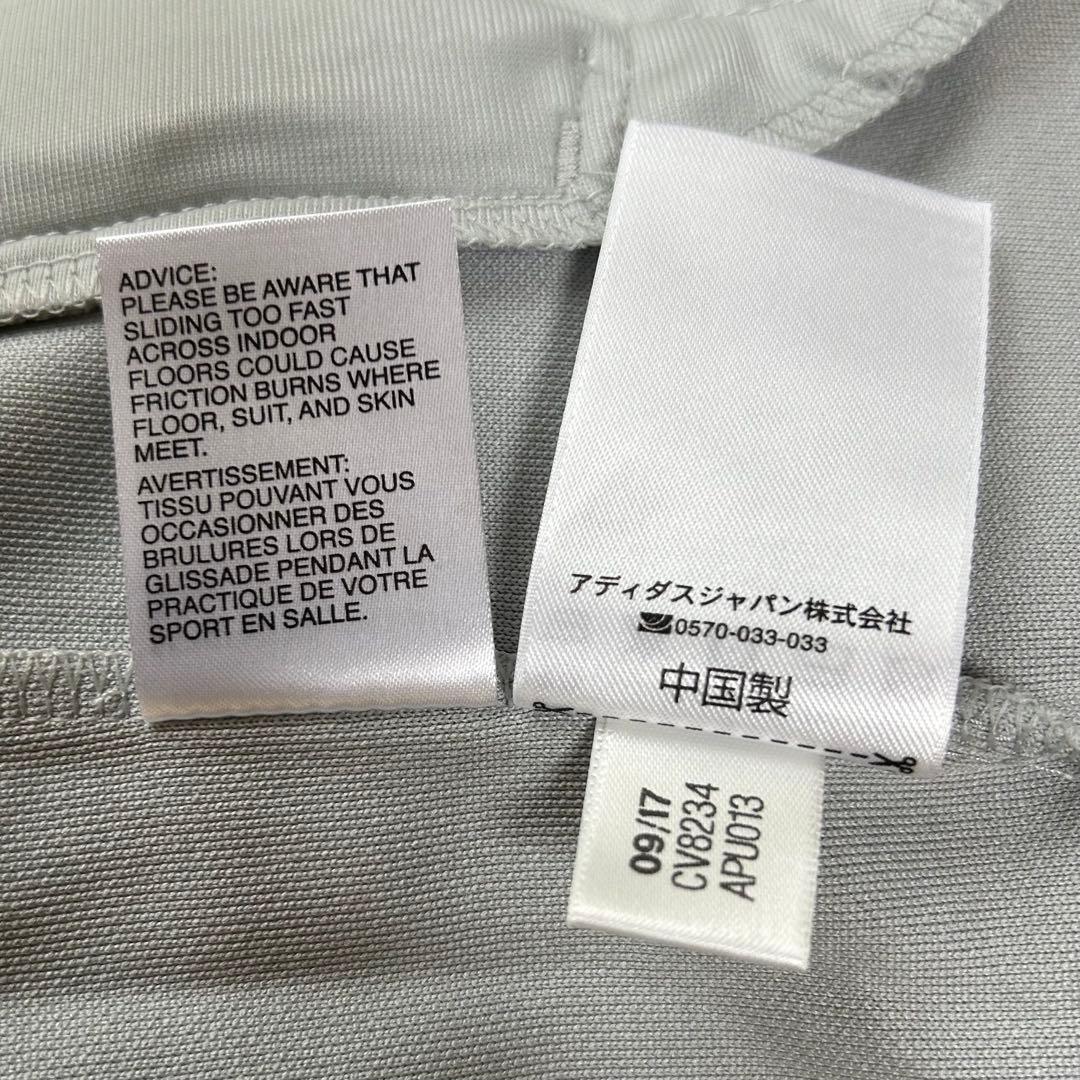 ADVICE:
PLEASE BE AWARE THAT
SLIDING TOO FAST
ACROSS INDOOR
FLOORS COULD CAUSE
FRICTION BURNS WHERE
FLOOR, SUIT, AND SKIN
MEET.
AVERTISSEMENT:
TISSU POUVANT VOUS
OCCASIONNER DES
BRULURES LORS DE
GLISSADE PENDANT LA
PRACTIQUE DE VOTRE
SPORT EN SALLE.
アディダスジャパン株式会社
0570-033-033
中国製
09/17
CV8234
APU013